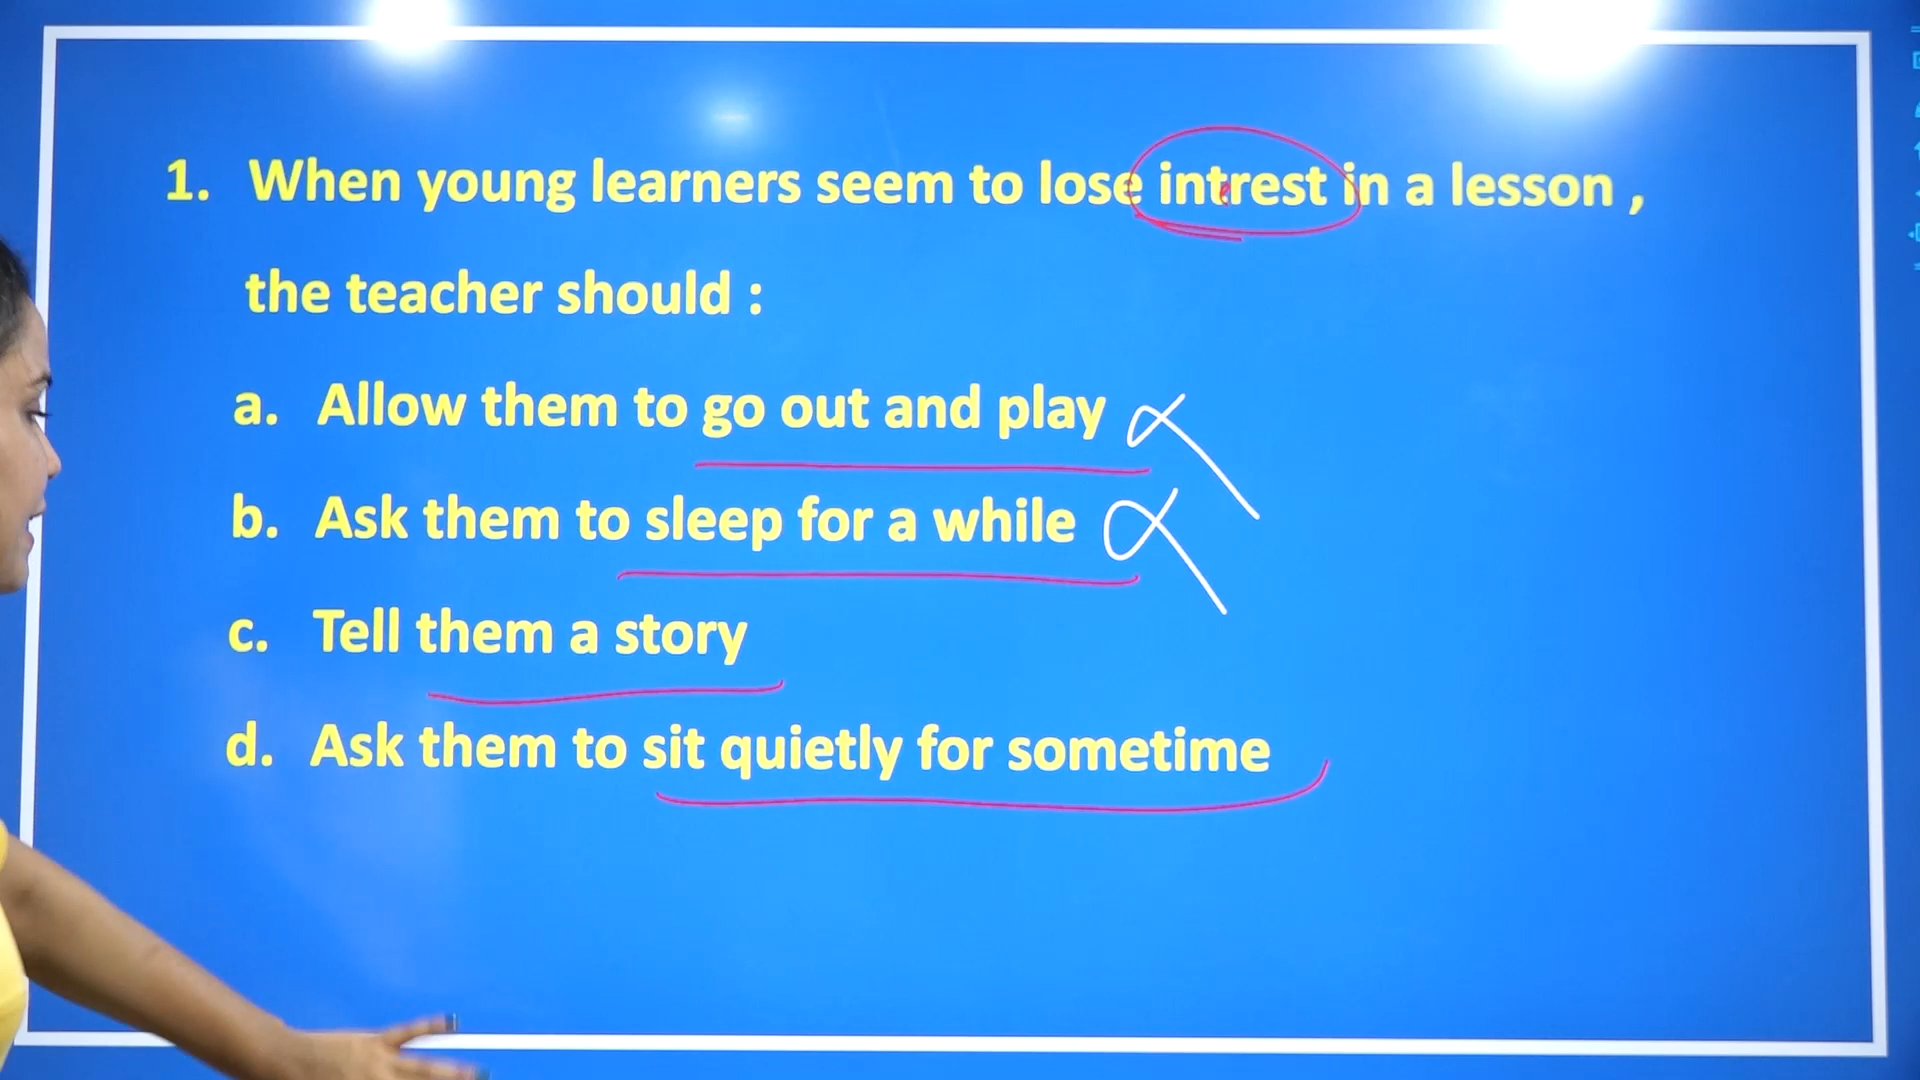 1. When young learners seem to lose intrest in a lesson ,
the teacher should :
a. Allow them to go out and play
b. Ask them to sleep for a while
c. Tell them a story
d. Ask them to sit quietly for sometime